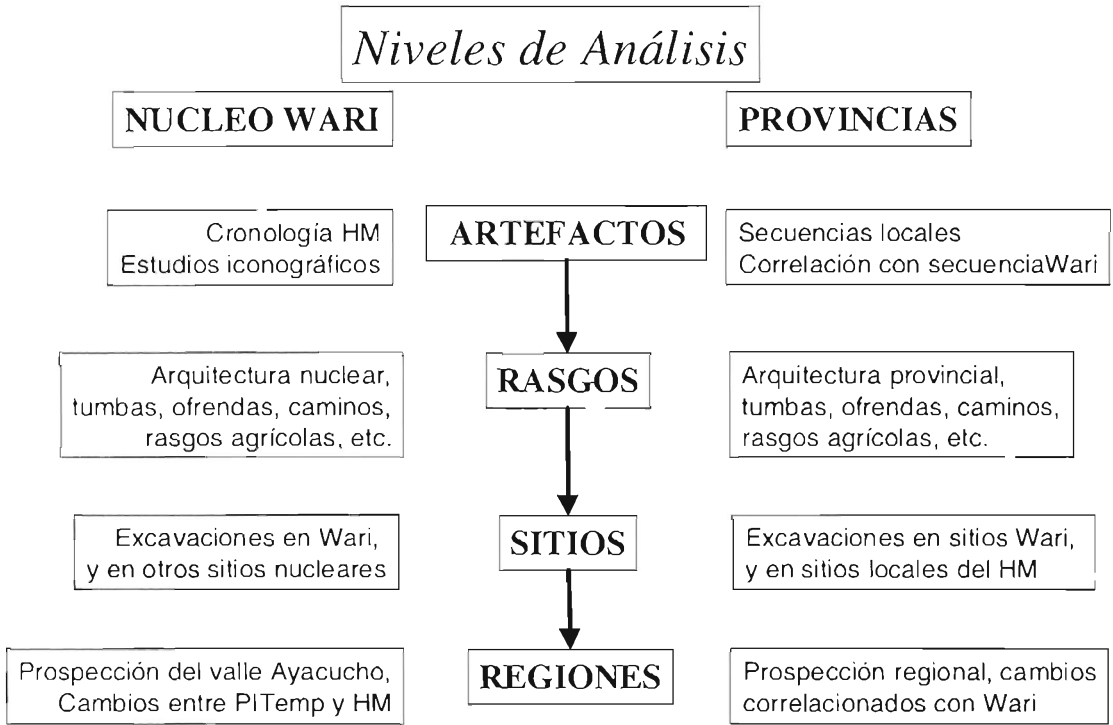 Niveles de Análisis
NUCLEO WARI
PROVINCIAS
Cronología HM
Estudios iconográficos
ARTEFACTOS
Secuencias locales
Correlación con secuenciaWari
Arquitectura nuclear,
tumbas, ofrendas, caminos,
rasgos agrícolas, etc.
RASGOS
Arquitectura provincial,
tumbas, ofrendas, caminos,
rasgos agrícolas, etc.
Excavaciones en Wari,
y en otros sitios nucleares
SITIOS
Excavaciones en sitios Wari,
y en sitios locales del HM
Prospección del valle Ayacucho,
Cambios entre PITemp y HM
REGIONES
Prospección regional, cambios
correlacionados con Wari